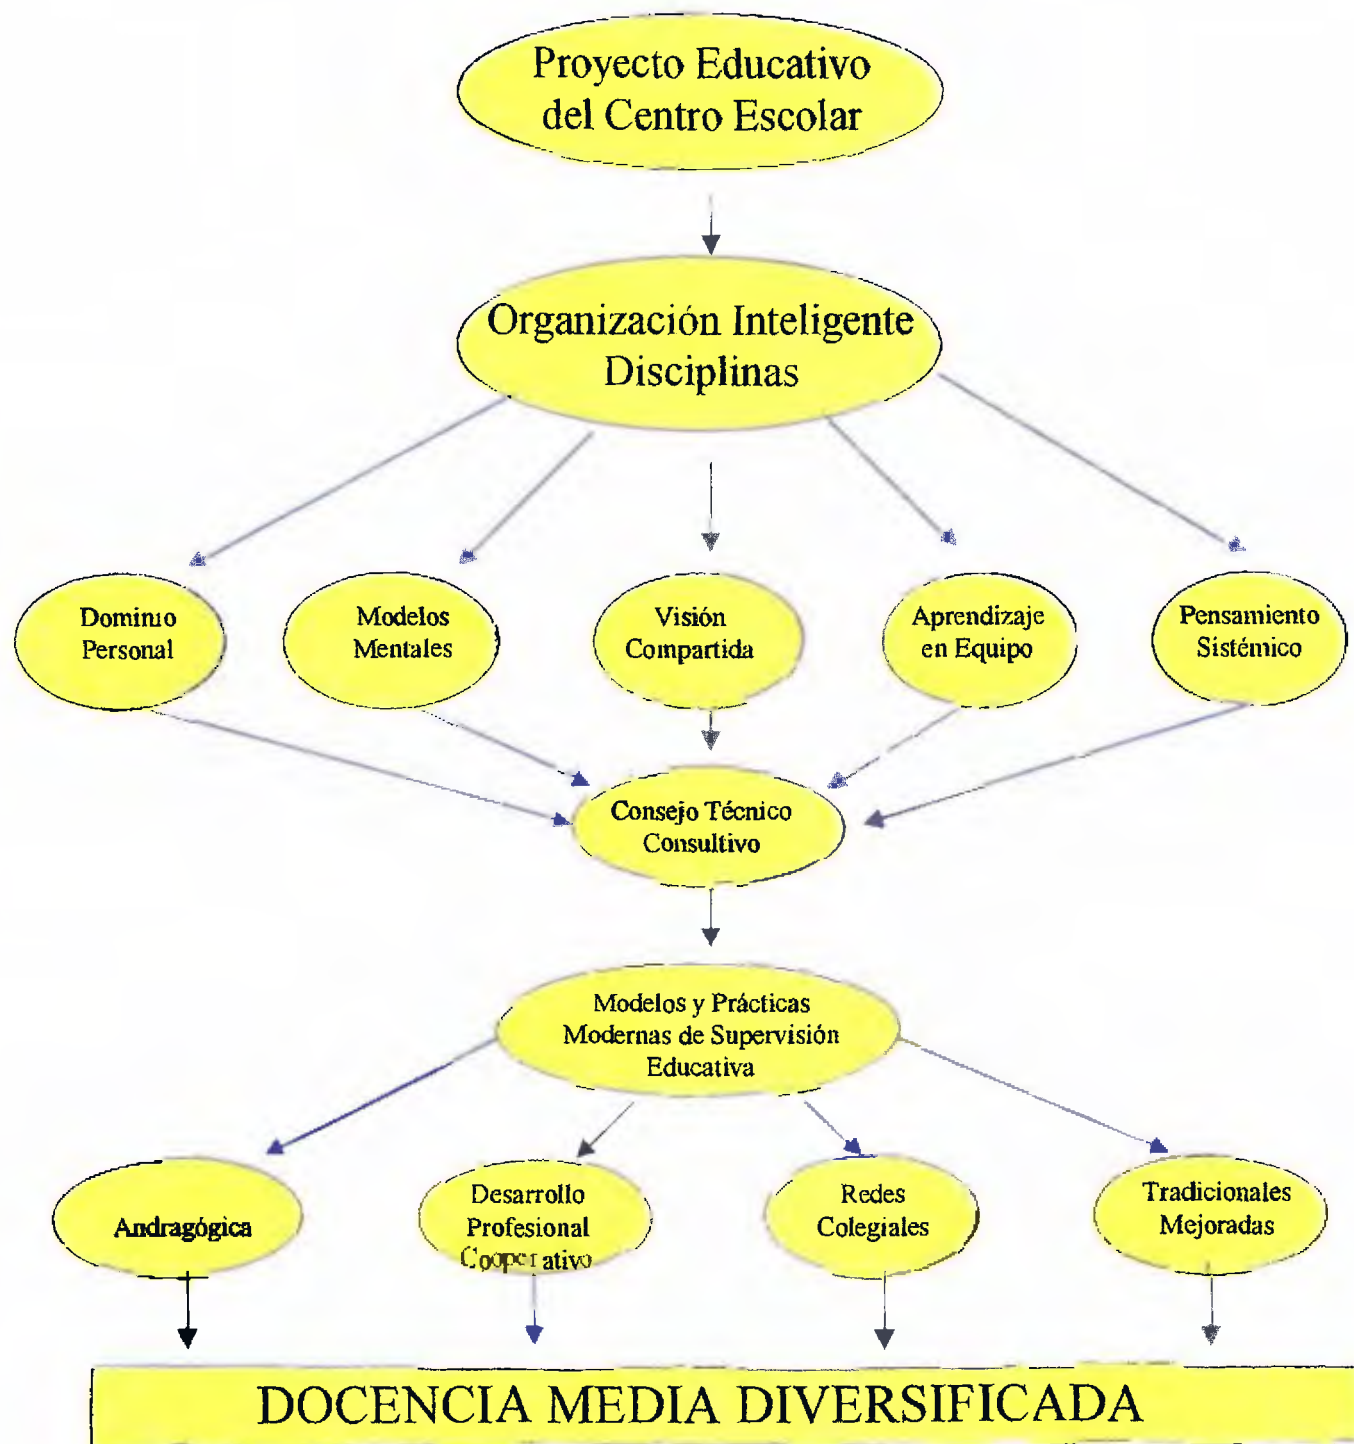 Proyecto Educativo
del Centro Escolar
Organización Inteligente
Disciplinas
Dominio
Personal
Modelos
Mentales
Visión
Compartida
Aprendizaje
en Equipo
Pensamiento
Sistémico
Consejo Técnico
Consultivo
Modelos y Prácticas
Modernas de Supervisión
Educativa
Andragógica
Desarrollo
Profesional
Cooperativo
Redes
Colegiales
Tradicionales
Mejoradas
DOCENCIA MEDIA DIVERSIFICADA